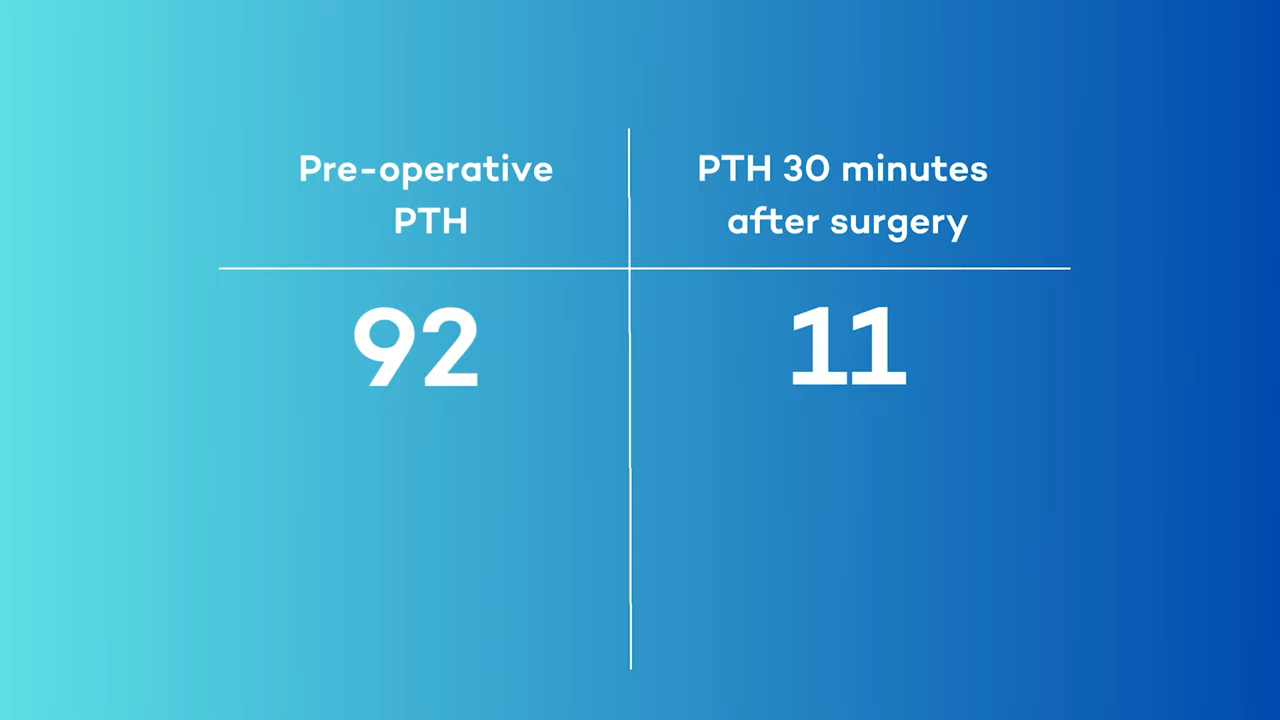 Pre-operative
PTH
PTH 30 minutes
after surgery
92
11